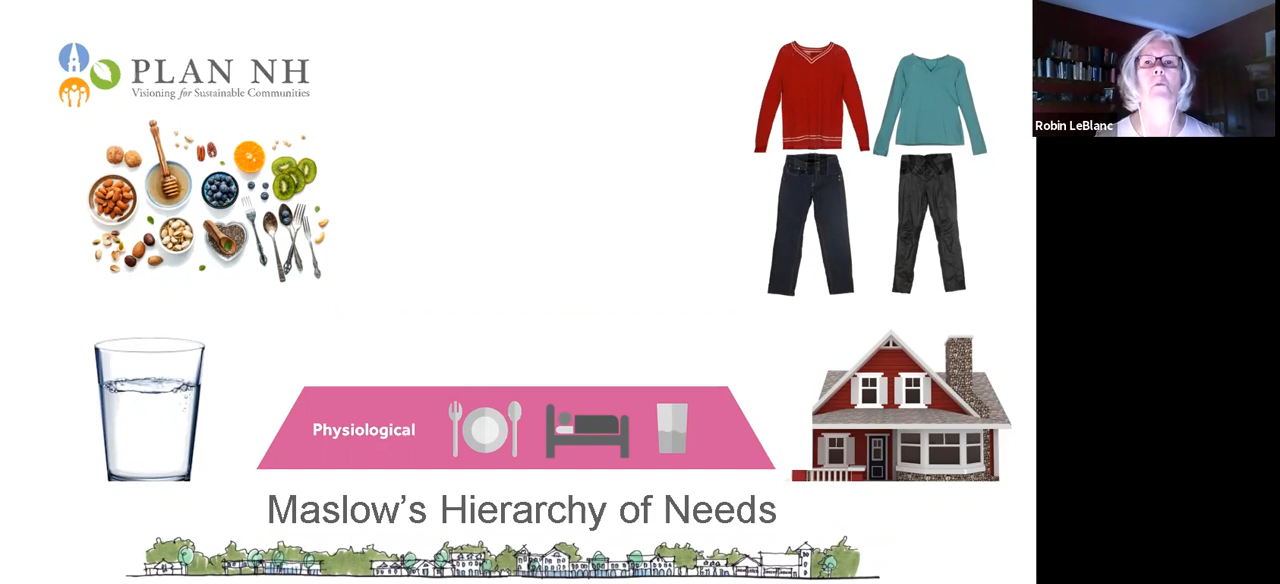 PLAN NH
Visioning for Sustainable Communities
Robin LeBlanc
Physiological
Maslow's Hierarchy of Needs